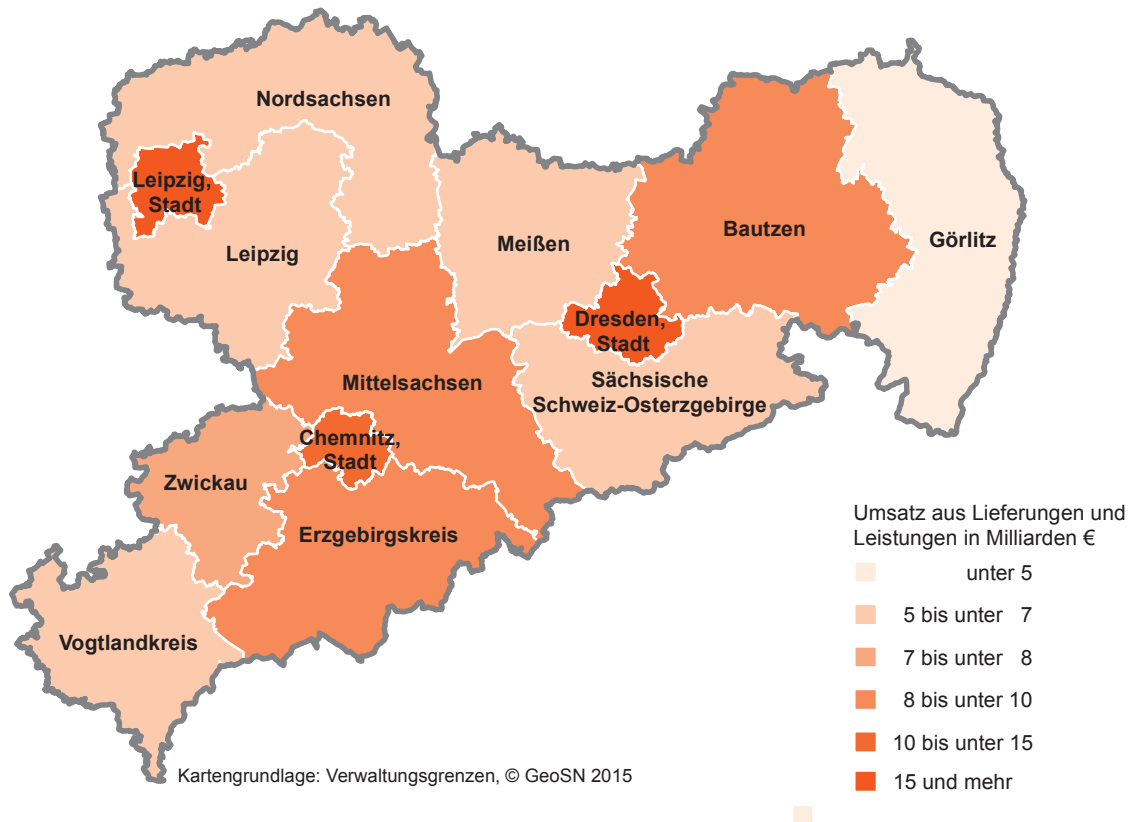 Nordsachsen
Leipzig,
Stadt
Leipzig
Meißen
Bautzen
Görlitz
Dresden,
Stadt
Mittelsachsen
Sächsische
Schweiz-Osterzgebirge
Chemnitz,
Stadt
Zwickau
Erzgebirgskreis
Vogtlandkreis
Umsatz aus Lieferungen und
Leistungen in Milliarden €
unter 5
5 bis unter 7
7 bis unter 8
8 bis unter 10
10 bis unter 15
15 und mehr
Kartengrundlage: Verwaltungsgrenzen, © GeoSN 2015